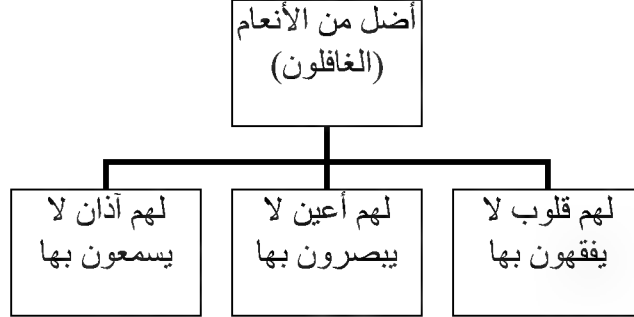 أضل من الأنعام
(الغافلون)
لهم قلوب لا
يفقهون بها
لهم أعين لا
يبصرون بها
لهم آذان لا
يسمعون بها